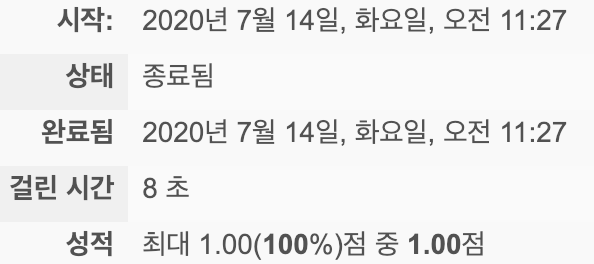 시작: 2020년 7월 14일, 화요일, 오전 11:27
상태 종료됨
완료됨 2020년 7월 14일, 화요일, 오전 11:27
걸린 시간 8 초
성적 최대 1.00(100%)점 중 1.00점